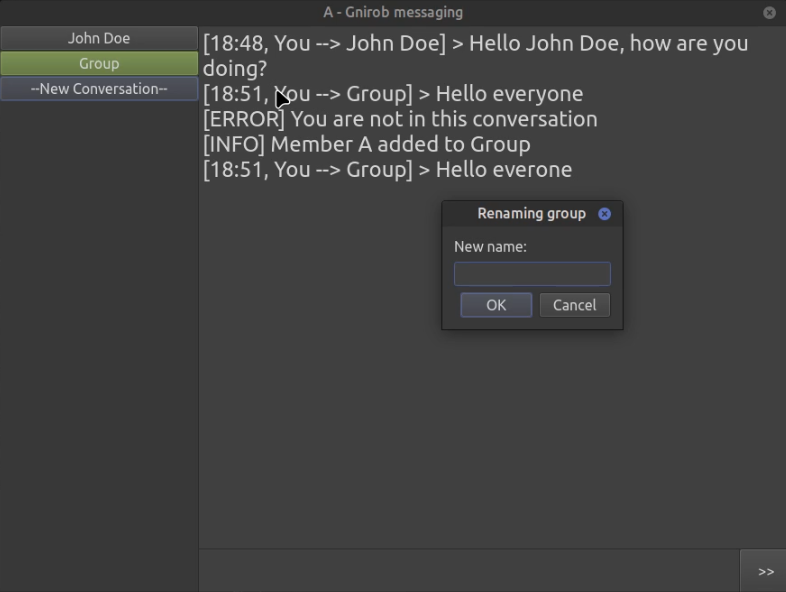 A - Gnirob messaging
John Doe
Group
--New Conversation--
[18:48, You --> John Doe] > Hello John Doe, how are you
doing?
[18:51, You --> Group] > Hello everyone
[ERROR] You are not in this conversation
[INFO] Member A added to Group
[18:51, You --> Group] > Hello everone
Renaming group
New name:
OK
Cancel
>>